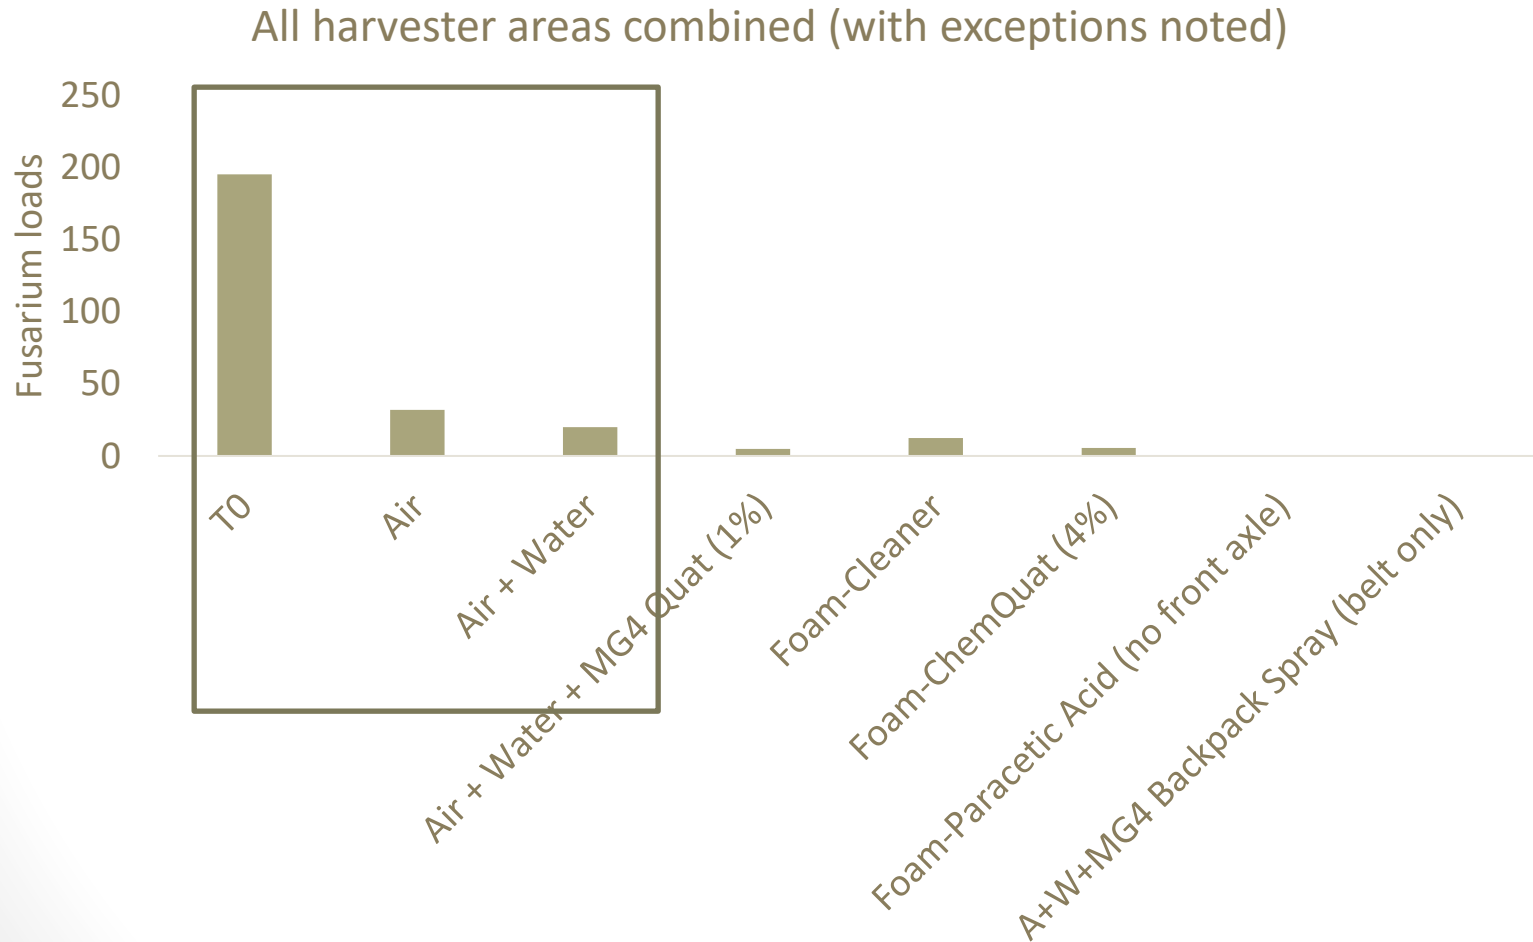 All harvester areas combined (with exceptions noted)
Fusarium loads
250
200
150
100
50
0
T0
Air
Air + Water
Air + Water + MG4 Quat (1%)
Foam-Cleaner
Foam-ChemQuat (4%)
Foam-Paracetic Acid (no front axle)
A+W+MG4 Backpack Spray (belt only)